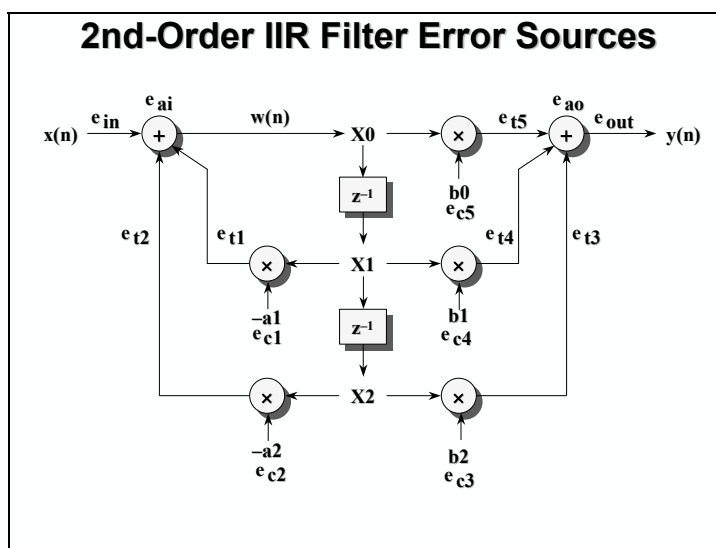 2nd-Order IIR Filter Error Sources
e ai
e ao
e in
w(n)
e t5
e out
x(n)
+
X0
×
+
y(n)
b0
e c5
z⁻¹
e t2
e t1
e t4
e t3
×
X1
×
–a1
e c1
b1
e c4
z⁻¹
×
X2
×
–a2
e c2
b2
e c3